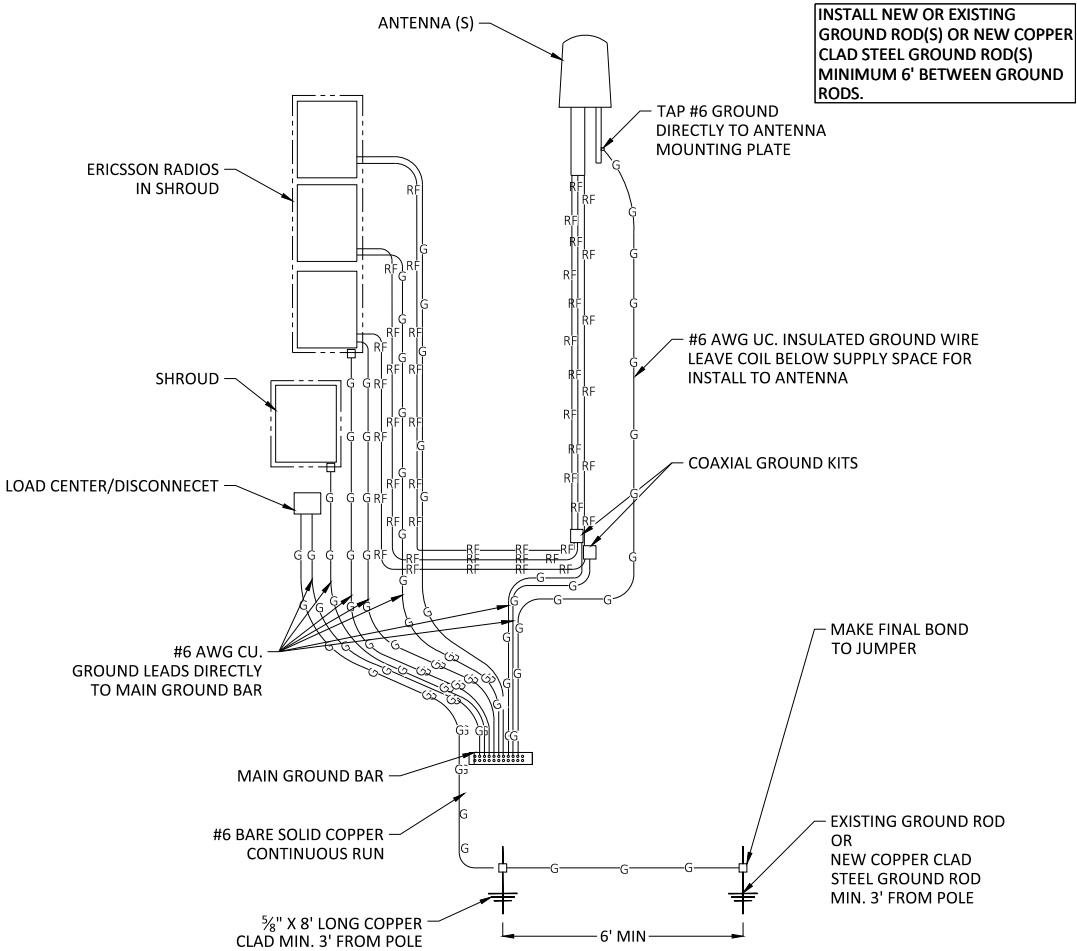 ANTENNA (S)
INSTALL NEW OR EXISTING
GROUND ROD(S) OR NEW COPPER
CLAD STEEL GROUND ROD(S)
MINIMUM 6' BETWEEN GROUND
RODS.
TAP #6 GROUND
DIRECTLY TO ANTENNA
MOUNTING PLATE
ERICSSON RADIOS
IN SHROUD
#6 AWG UC. INSULATED GROUND WIRE
LEAVE COIL BELOW SUPPLY SPACE FOR
INSTALL TO ANTENNA
SHROUD
COAXIAL GROUND KITS
LOAD CENTER/DISCONNECET
#6 AWG CU.
GROUND LEADS DIRECTLY
TO MAIN GROUND BAR
MAKE FINAL BOND
TO JUMPER
MAIN GROUND BAR
#6 BARE SOLID COPPER
CONTINUOUS RUN
EXISTING GROUND ROD
OR
NEW COPPER CLAD
STEEL GROUND ROD
MIN. 3' FROM POLE
⅝" X 8' LONG COPPER
CLAD MIN. 3' FROM POLE
6' MIN